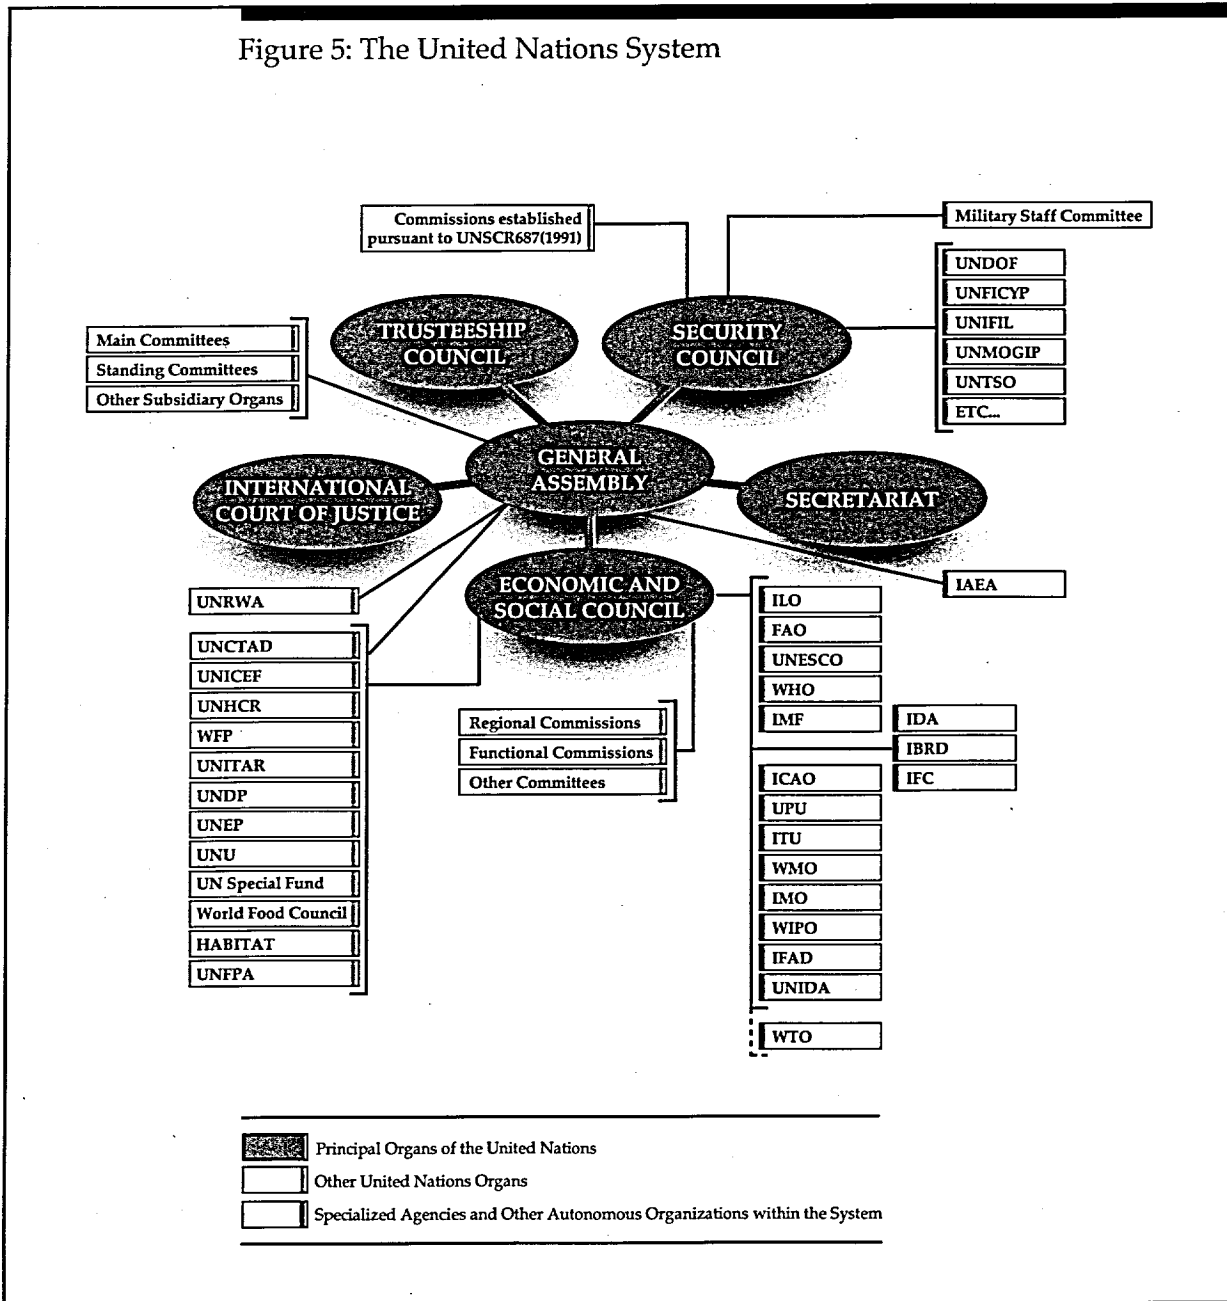 Figure 5: The United Nations System
Commissions established
pursuant to UNSCR687(1991)
Military Staff Committee
UNDOF
UNFICYP
UNIFIL
UNMOGIP
UNTSO
ETC...
TRUSTEESHIP
COUNCIL
SECURITY
COUNCIL
Main Committees
Standing Committees
Other Subsidiary Organs
GENERAL
ASSEMBLY
INTERNATIONAL
COURT OF JUSTICE
SECRETARIAT
ECONOMIC AND
SOCIAL COUNCIL
IAEA
UNRWA
UNCTAD
UNICEF
UNHCR
WFP
UNITAR
UNDP
UNEP
UNU
UN Special Fund
World Food Council
HABITAT
UNFPA
Regional Commissions
Functional Commissions
Other Committees
ILO
FAO
UNESCO
WHO
IMF
IDA
IBRD
IFC
ICAO
UPU
ITU
WMO
IMO
WIPO
IFAD
UNIDA
WTO
Principal Organs of the United Nations
Other United Nations Organs
Specialized Agencies and Other Autonomous Organizations within the System